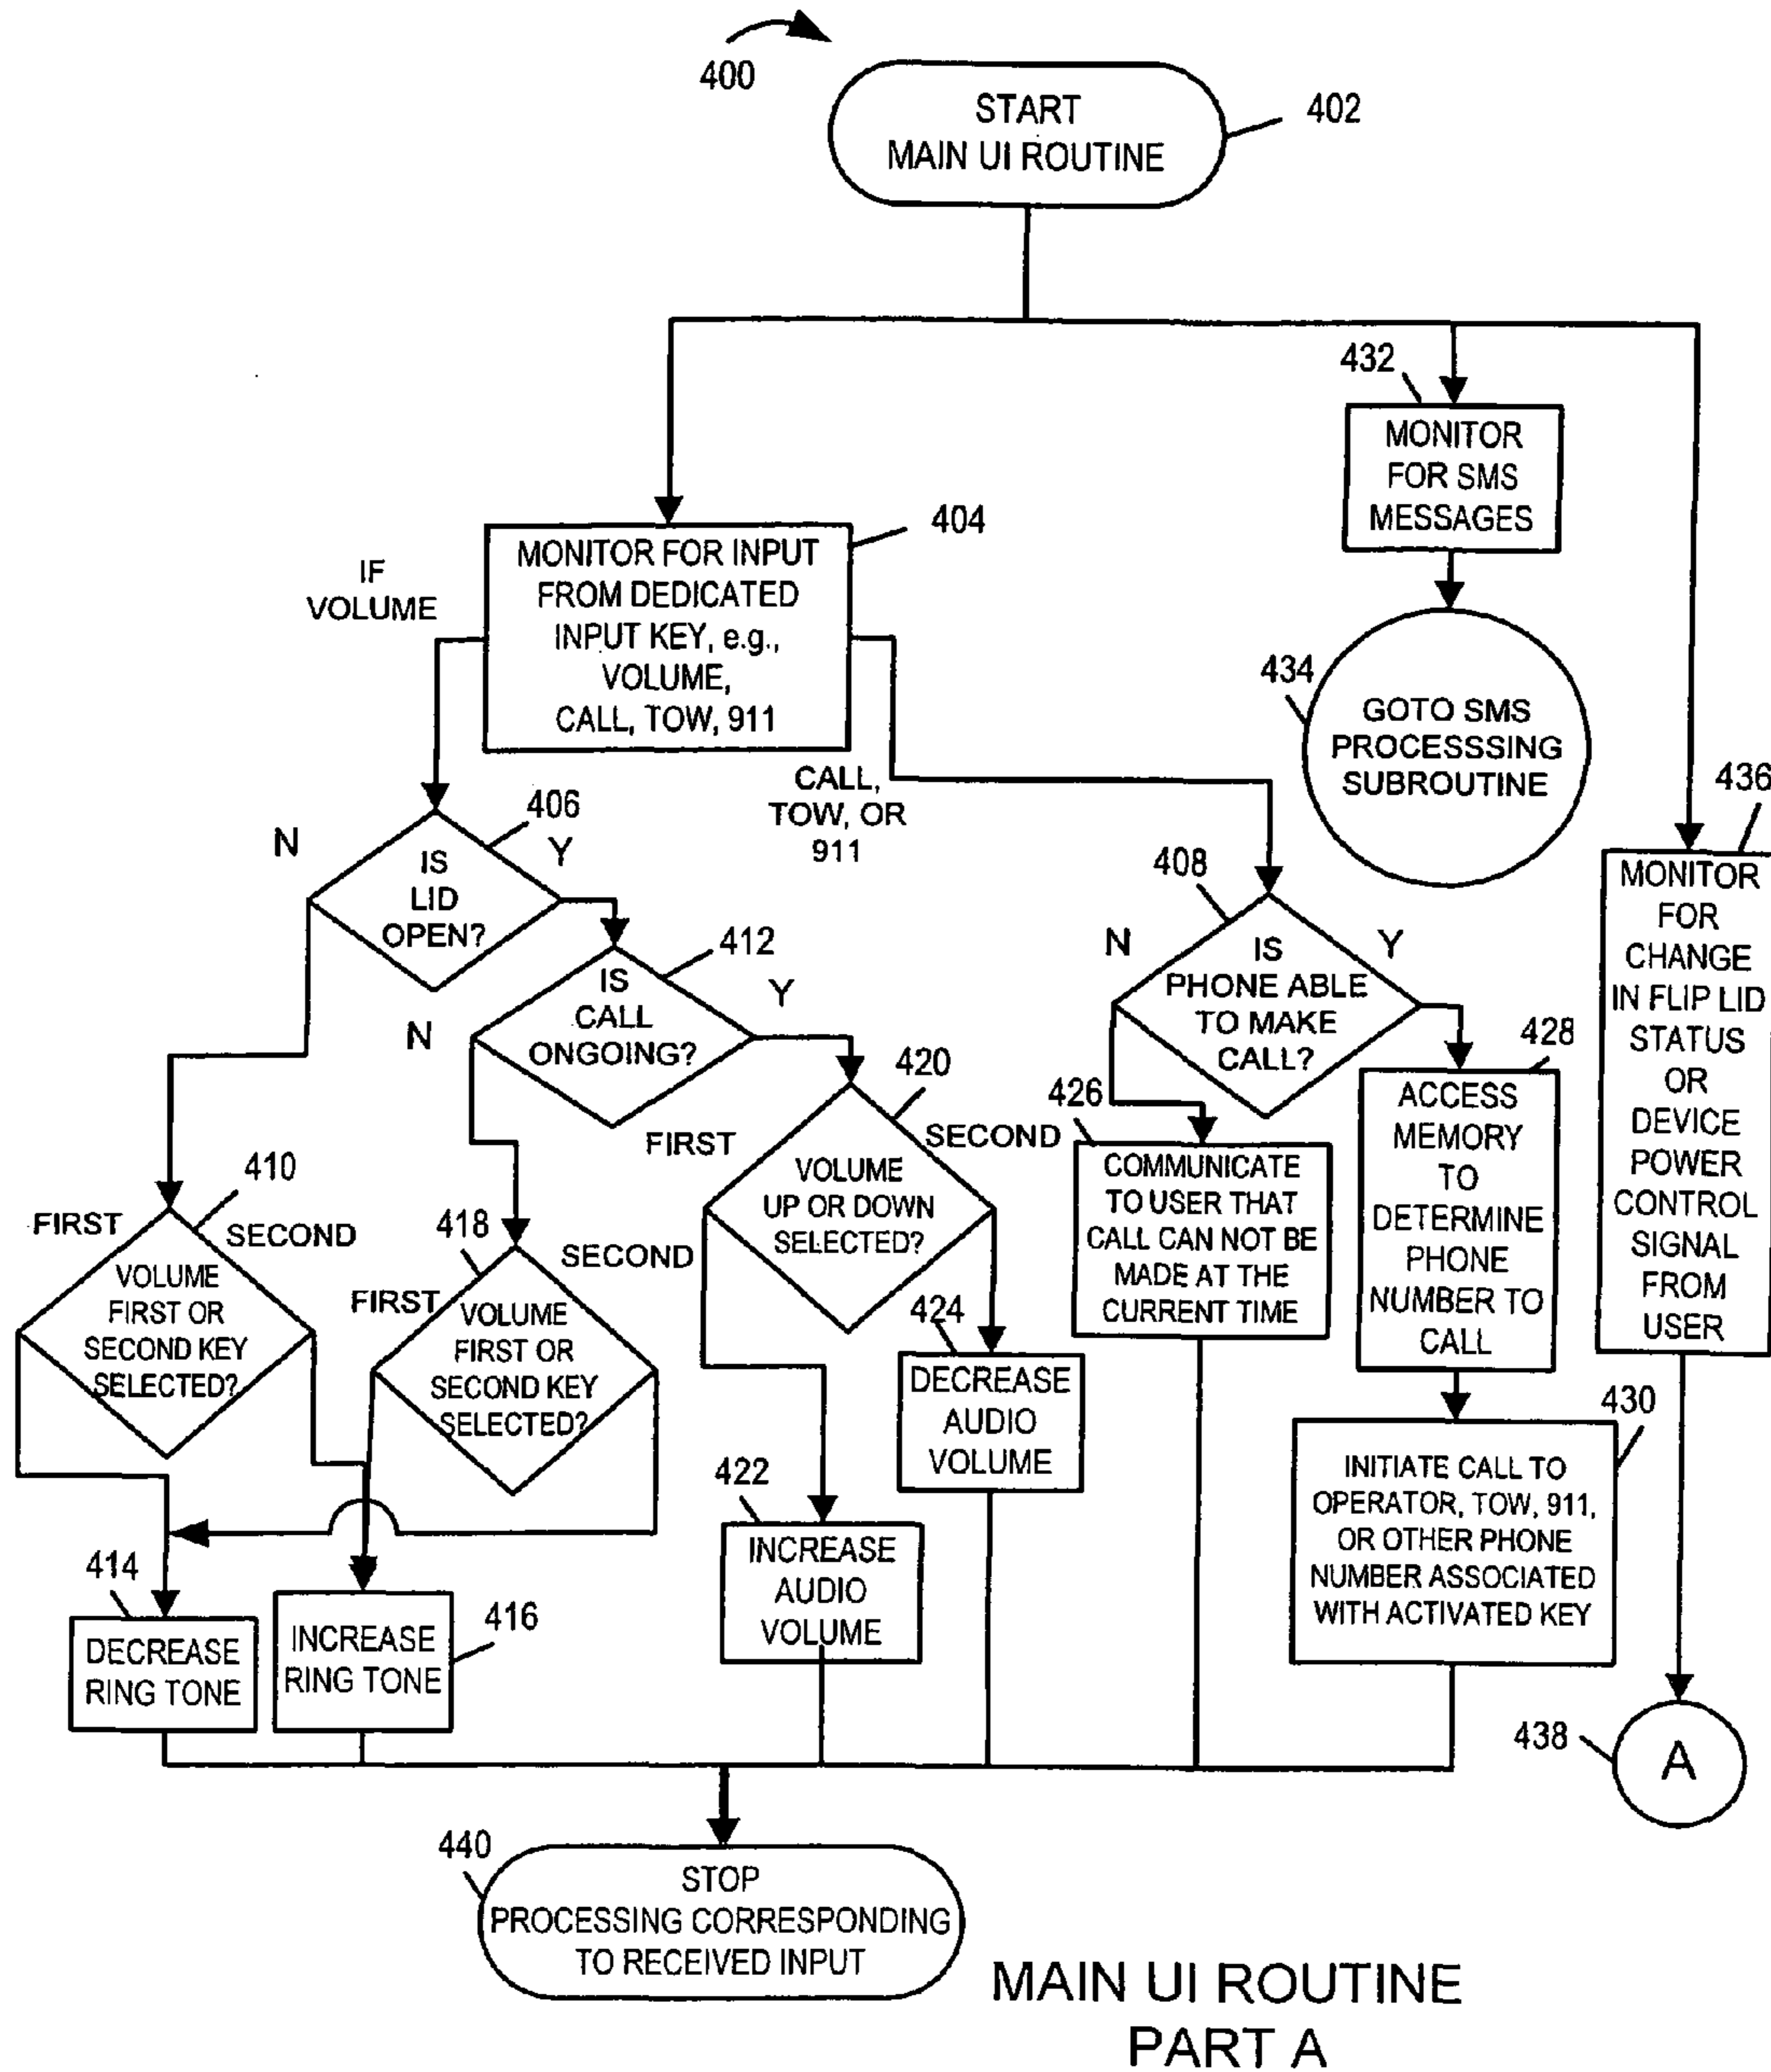 400
START
MAIN UI ROUTINE
402
432
MONITOR
FOR SMS
MESSAGES
404
MONITOR FOR INPUT
FROM DEDICATED
INPUT KEY, e.g.,
VOLUME,
CALL, TOW, 911
IF
VOLUME
434
GOTO SMS
PROCESSSING
SUBROUTINE
CALL,
TOW, OR
911
436
MONITOR
FOR
CHANGE
IN FLIP LID
STATUS
OR
DEVICE
POWER
CONTROL
SIGNAL
FROM
USER
406
N
Y
IS
LID
OPEN?
412
N
Y
IS
CALL
ONGOING?
408
N
Y
IS
PHONE ABLE
TO MAKE
CALL?
428
ACCESS
MEMORY
TO
DETERMINE
PHONE
NUMBER TO
CALL
420
FIRST
SECOND
VOLUME
UP OR DOWN
SELECTED?
426
COMMUNICATE
TO USER THAT
CALL CAN NOT BE
MADE AT THE
CURRENT TIME
410
FIRST
SECOND
VOLUME
FIRST OR
SECOND KEY
SELECTED?
418
FIRST
SECOND
VOLUME
FIRST OR
SECOND KEY
SELECTED?
424
DECREASE
AUDIO
VOLUME
430
INITIATE CALL TO
OPERATOR, TOW, 911,
OR OTHER PHONE
NUMBER ASSOCIATED
WITH ACTIVATED KEY
422
INCREASE
AUDIO
VOLUME
414
DECREASE
RING TONE
416
INCREASE
RING TONE
438
A
440
STOP
PROCESSING CORRESPONDING
TO RECEIVED INPUT
MAIN UI ROUTINE
PART A